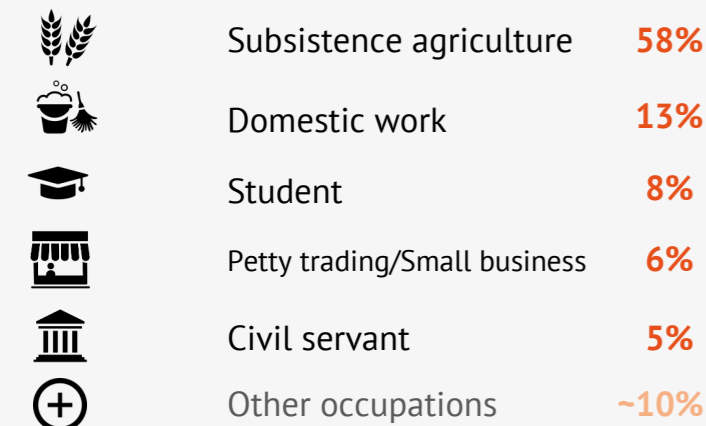 Subsistence agriculture 58%
Domestic work 13%
Student 8%
Petty trading/Small business 6%
Civil servant 5%
Other occupations ~10%